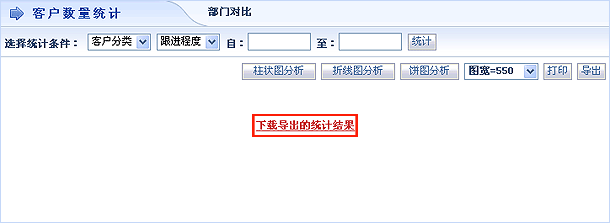 客户数量统计 部门对比
选择统计条件： 客户分类 跟进程度 自： 至： 统计
柱状图分析 折线图分析 饼图分析 图宽=550 打印 导出
下载导出的统计结果